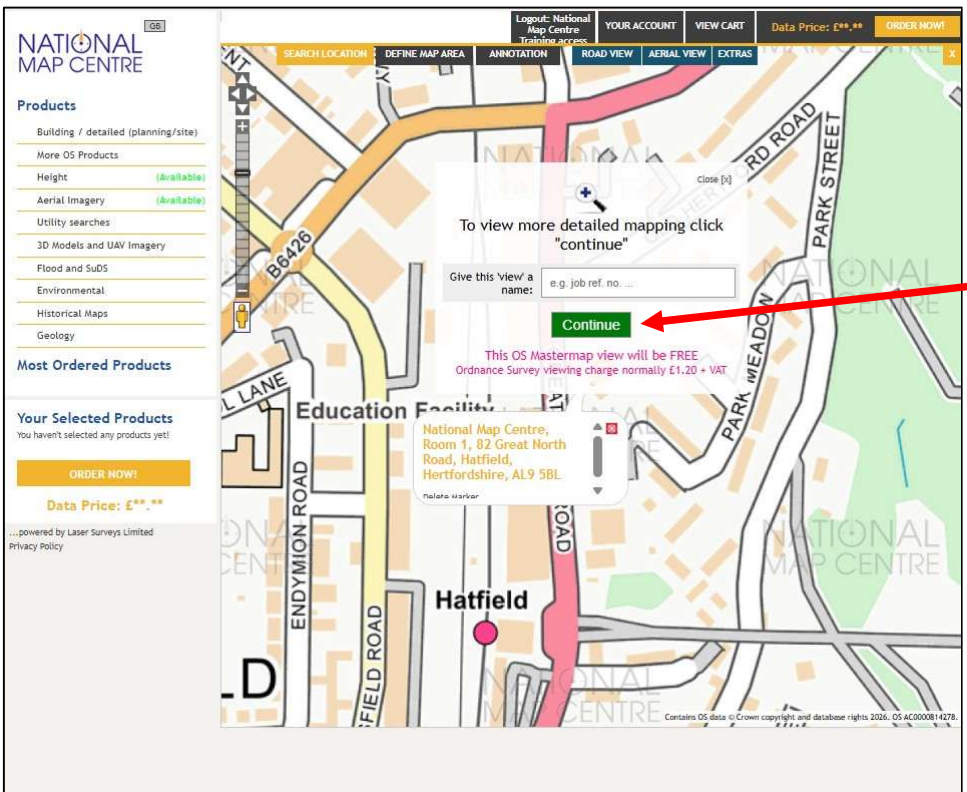 GB
NATIONAL
MAP CENTRE
Products
Building / detailed (planning/site)
More OS Products
Height (Available)
Aerial Imagery (Available)
Utility searches
3D Models and UAV Imagery
Flood and SuDS
Environmental
Historical Maps
Geology
Most Ordered Products
Your Selected Products
You haven't selected any products yet!
ORDER NOW!
Data Price: £**.**
...powered by Laser Surveys Limited
Privacy Policy
Logout: National
Map Centre
Training access
YOUR ACCOUNT
VIEW CART
Data Price: £**.**
ORDER NOW!
SEARCH LOCATION
DEFINE MAP AREA
ANNOTATION
ROAD VIEW
AERIAL VIEW
EXTRAS
X
Close [x]
To view more detailed mapping click
"continue"
Give this 'view' a
name:
e.g. job ref. no. ...
Continue
This OS Mastermap view will be FREE
Ordnance Survey viewing charge normally £1.20 + VAT
National Map Centre,
Room 1, 82 Great North
Road, Hatfield,
Hertfordshire, AL9 5BL
Delete Marker
B6426
PARK STREET
PARK MEADOW
LANE
Education Facility
ENDYMION ROAD
ROAD
Hatfield
FIELD ROAD
LD
NATIONAL
MAP CENTRE
Contains OS data © Crown copyright and database rights 2026. OS AC0000814278.